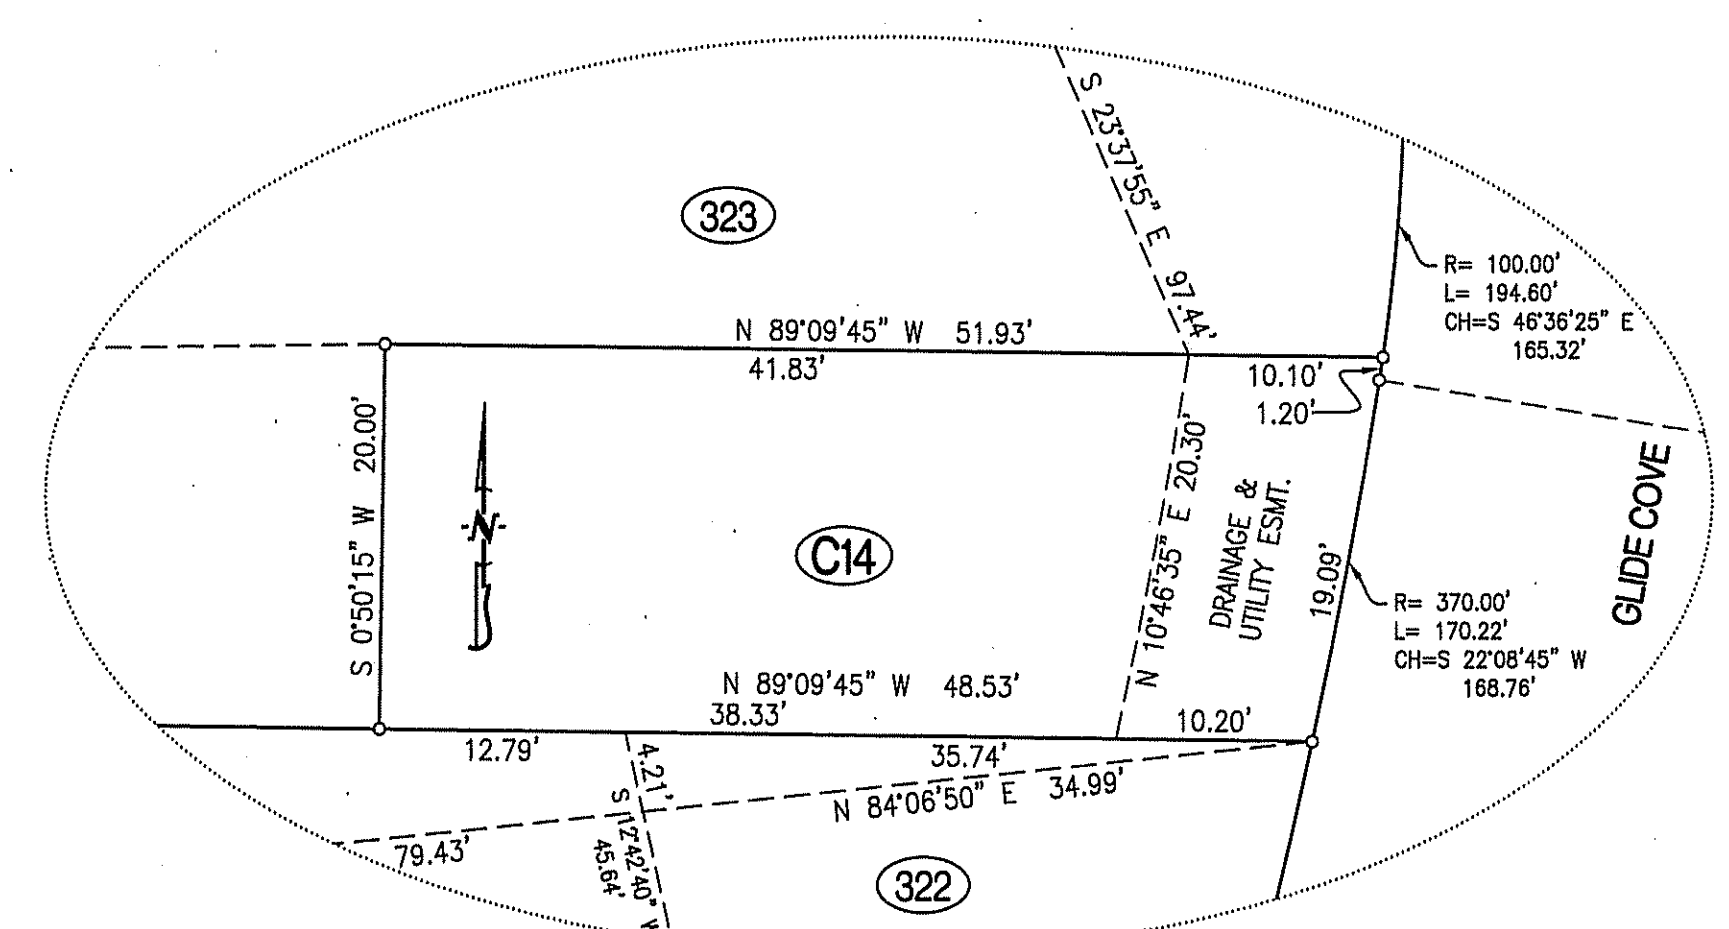 S 23°37'55" E 97.44'
323
R= 100.00'
L= 194.60'
CH=S 46°36'25" E
165.32'
N 89°09'45" W 51.93'
41.83'
10.10'
1.20'
S 0°50'15" W 20.00'
N
C14
N 10°46'35" E 20.30'
DRAINAGE &
UTILITY ESMT.
19.09'
GLIDE COVE
R= 370.00'
L= 170.22'
CH=S 22°08'45" W
168.76'
N 89°09'45" W 48.53'
38.33'
10.20'
12.79'
4.21'
35.74'
N 84°06'50" E 34.99'
79.43'
S 12°42'40" W
45.64'
322